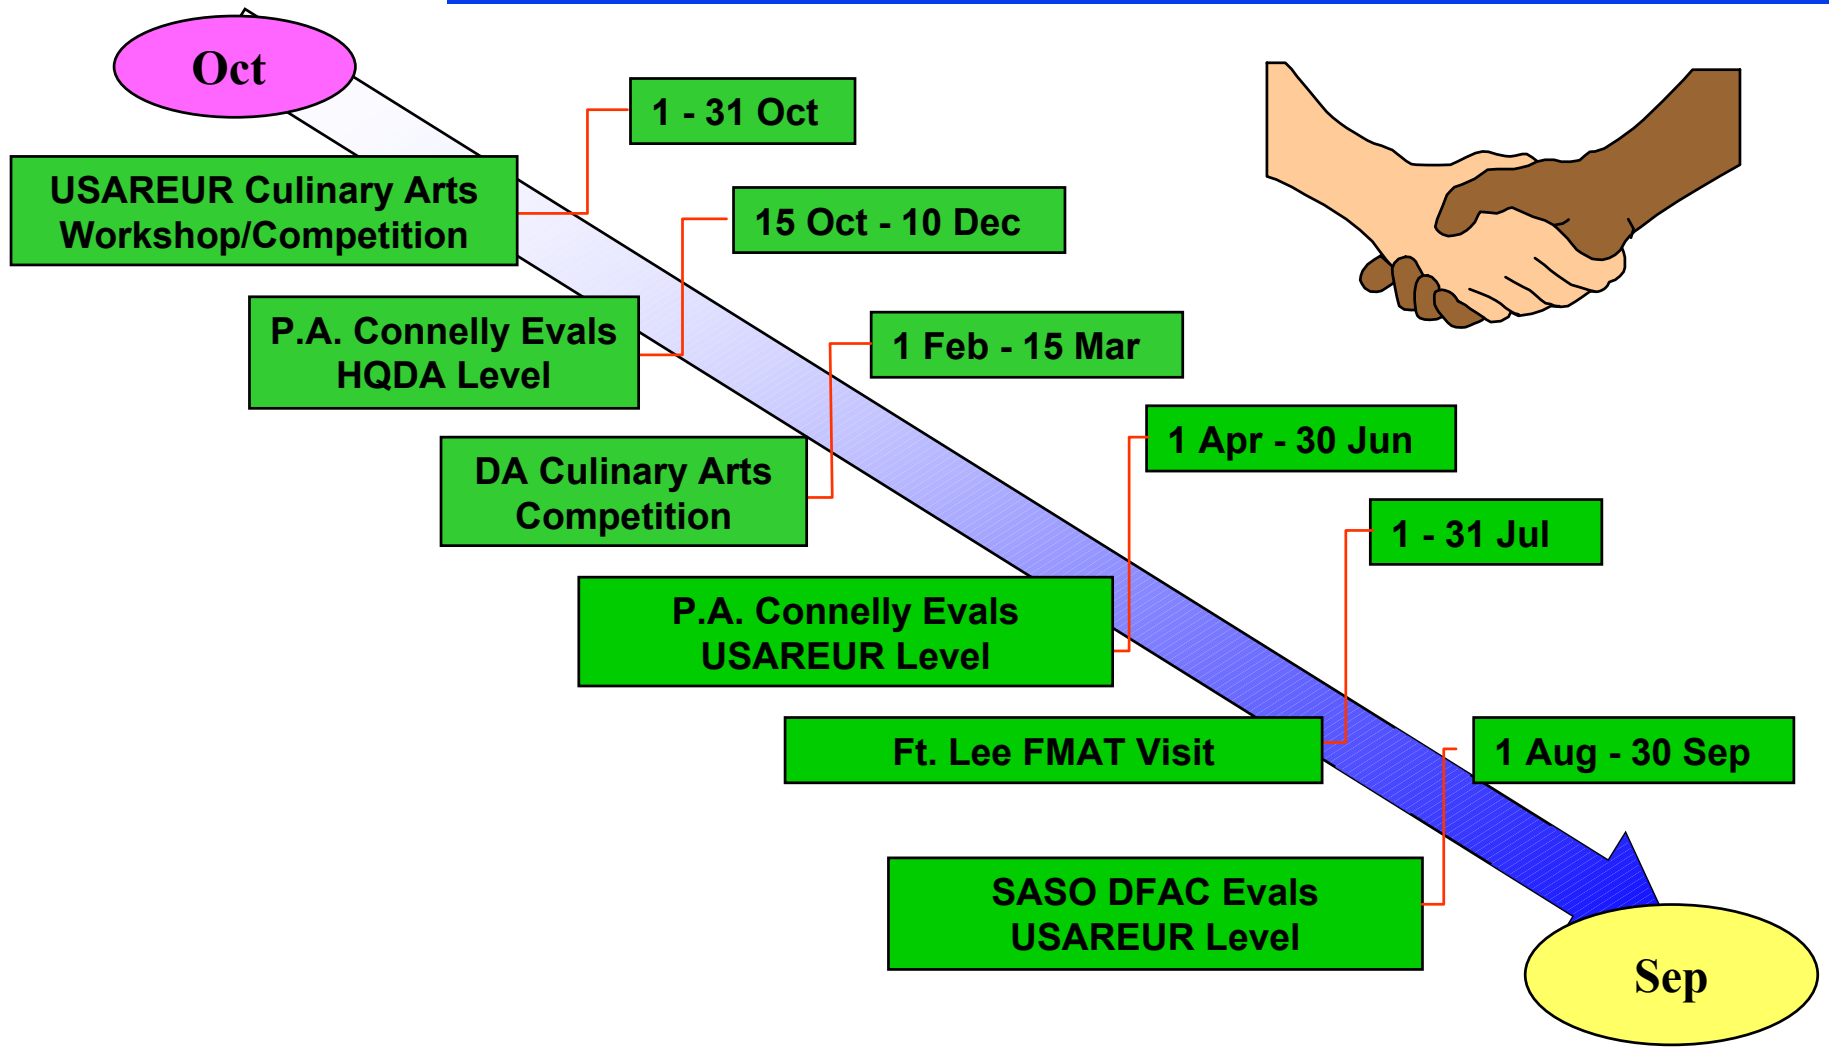 Oct
1 - 31 Oct
USAREUR Culinary Arts
Workshop/Competition
15 Oct - 10 Dec
P.A. Connelly Evals
HQDA Level
1 Feb - 15 Mar
DA Culinary Arts
Competition
1 Apr - 30 Jun
P.A. Connelly Evals
USAREUR Level
1 - 31 Jul
Ft. Lee FMAT Visit
1 Aug - 30 Sep
SASO DFAC Evals
USAREUR Level
Sep